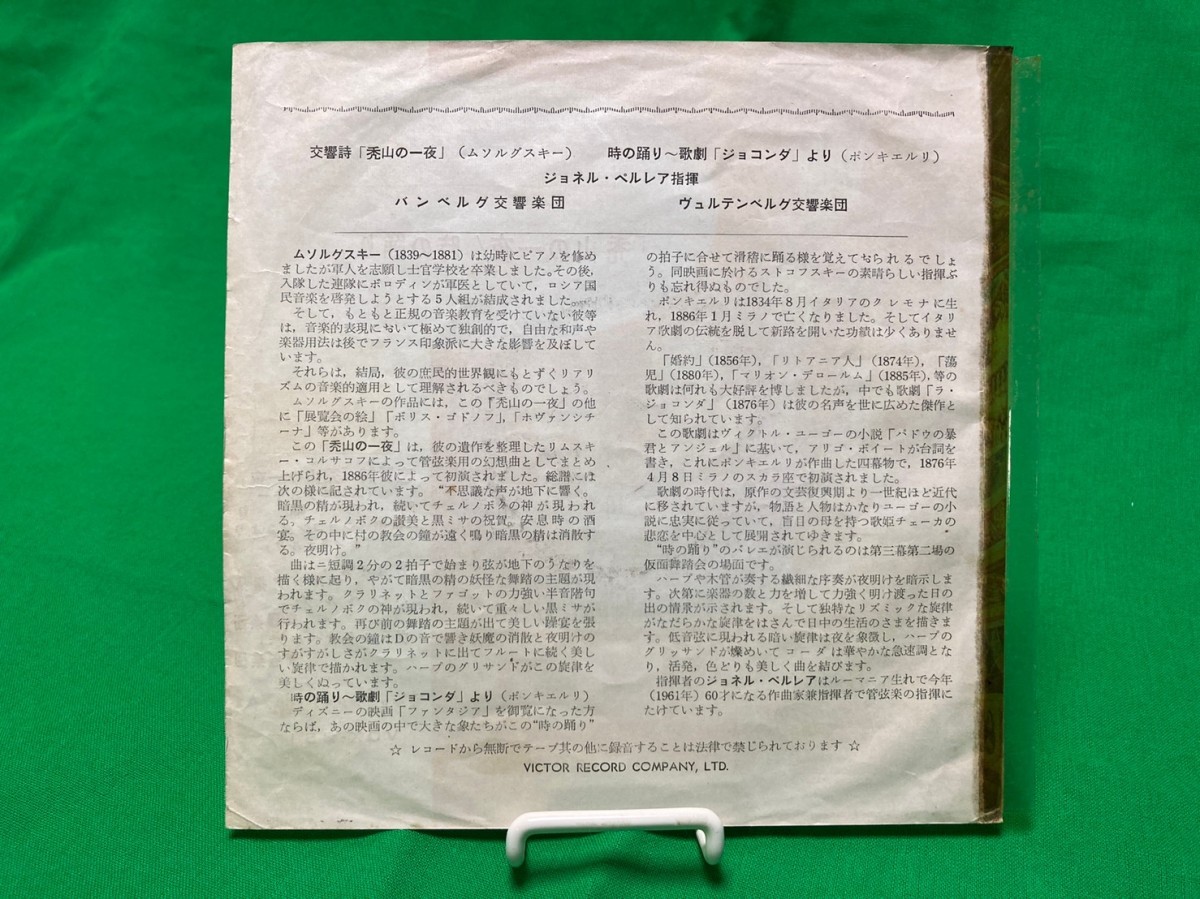 交響詩「禿山の一夜」(ムソルグスキー)　時の踊り～歌劇「ジョコンダ」より(ポンキエルリ)
ジョネル・ペルレア指揮
バンベルグ交響楽団　ヴュルテンベルグ交響楽団
ムソルグスキー(1839～1881)は幼時にピアノを修め
ましたが軍人を志願し士官学校を卒業しました。その後,
入隊した連隊にボロディンが軍医としていて,ロシア国
民音楽を啓発しようとする5人組が結成されました。
そして,もともと正規の音楽教育を受けていない彼等
は,音楽的表現において極めて独創的で,自由な和声や
楽器用法は後でフランス印象派に大きな影響を及ぼして
います。
それらは,結局,彼の庶民的世界観にもとずくリアリ
ズムの音楽的適用として理解されるべきものでしょう。
ムソルグスキーの作品には,この「禿山の一夜」の他
に「展覧会の絵」「ボリス・ゴドノフ」,「ホヴァンシチ
ーナ」等があります。
この「禿山の一夜」は,彼の遺作を整理したリムスキ
ー・コルサコフによって管弦楽用の幻想曲としてまとめ
上げられ,1886年彼によって初演されました。総譜には
次の様に記されています。“不思議な声が地下に響く。
暗黒の精が現われ,続いてチェルノボクの神が現われ
る。チェルノボクの讃美と黒ミサの祝賀。安息時の酒
宴。その中に村の教会の鐘が遠く鳴り暗黒の精は消散す
る。夜明け。”
曲はニ短調2分の2拍子で始まり弦が地下のうなりを
描く様に起り,やがて暗黒の精の妖怪な舞踏の主題が現
われます。クラリネットとファゴットの力強い半音階句
でチェルノボクの神が現われ,続いて重々しい黒ミサが
行われます。再び前の舞踏の主題が出て美しい躁宴を張
ります。教会の鐘はDの音で響き妖魔の消散と夜明けの
すがすがしさがクラリネットに出てフルートに続く美し
い旋律で描かれます。ハープのグリサンドがこの旋律を
美しくぬっています。
時の踊り～歌劇「ジョコンダ」より(ポンキエルリ)
ディズニーの映画「ファンタジア」を御覧になった方
ならば,あの映画の中で大きな象たちがこの“時の踊り”
の拍子に合せて滑稽に踊る様を覚えておられるでしょ
う。同映画に於けるストコフスキーの素晴らしい指揮ぶ
りも忘れ得ぬものでした。
ポンキエルリは1834年8月イタリアのクレモナに生
れ,1886年1月ミラノで亡くなりました。そしてイタリ
ア歌劇の伝統を脱して新路を開いた功績は少くありませ
ん。
「婚約」(1856年),「リトアニア人」(1874年),「蕩
児」(1880年),「マリオン・デロールム」(1885年),等の
歌劇は何れも大好評を博しましたが,中でも歌劇「ラ・
ジョコンダ」(1876年)は彼の名声を世に広めた傑作と
して知られています。
この歌劇はヴィクトル・ユーゴーの小説「パドウの暴
君とアンジェル」に基いて,アリゴ・ボイートが台詞を
書き,これにポンキエルリが作曲した四幕物で,1876年
4月8日ミラノのスカラ座で初演されました。
歌劇の時代は,原作の文芸復興期より一世紀ほど近代
に移されていますが,物語と人物はかなりユーゴーの小
説に忠実に従っていて,盲目の母を持つ歌姫チェーカの
悲恋を中心として展開されてゆきます。
“時の踊り”のバレエが演じられるのは第三幕第二場の
仮面舞踏会の場面です。
ハープや木管が奏する繊細な序奏が夜明けを暗示しま
す。次第に楽器の数と力を増して力強く明け渡った日の
出の情景が示されます。そして独特なリズミックな旋律
がなだらかな旋律をはさんで日中の生活のさまを描きま
す。低音弦に現われる暗い旋律は夜を象徴し,ハープの
グリッサンドが燦めいてコーダは華やかな急速調とな
り,活発,色どりも美しく曲を結びます。
指揮者のジョネル・ペルレアはルーマニア生れで今年
(1961年)60才になる作曲家兼指揮者で管弦楽の指揮に
たけています。
☆ レコードから無断でテープ其の他に録音することは法律で禁じられております ☆
VICTOR RECORD COMPANY, LTD.